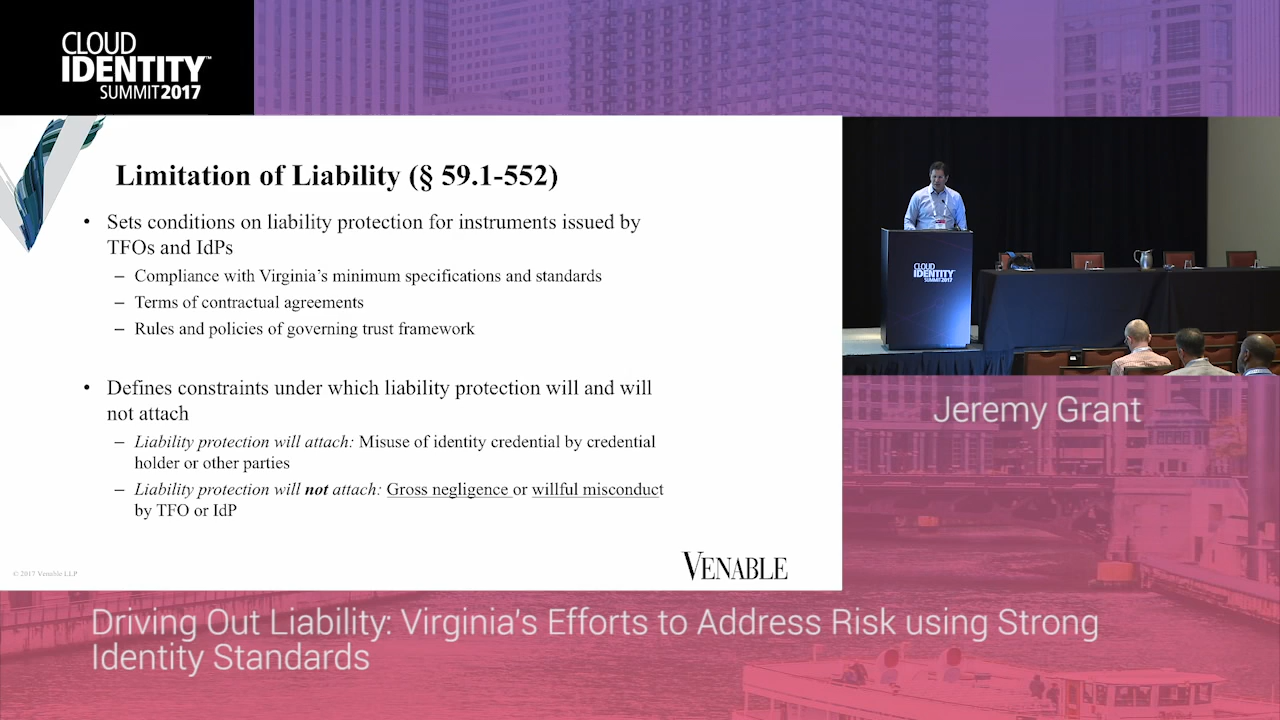 CLOUD
IDENTITY™
SUMMIT 2017
Limitation of Liability (§ 59.1-552)
• Sets conditions on liability protection for instruments issued by
TFOs and IdPs
– Compliance with Virginia's minimum specifications and standards
– Terms of contractual agreements
– Rules and policies of governing trust framework
• Defines constraints under which liability protection will and will
not attach
– Liability protection will attach: Misuse of identity credential by credential
holder or other parties
– Liability protection will not attach: Gross negligence or willful misconduct
by TFO or IdP
© 2017 Venable LLP
VENABLE
CLOUD
IDENTITY
SUMMIT 2017
Jeremy Grant
Driving Out Liability: Virginia's Efforts to Address Risk using Strong
Identity Standards